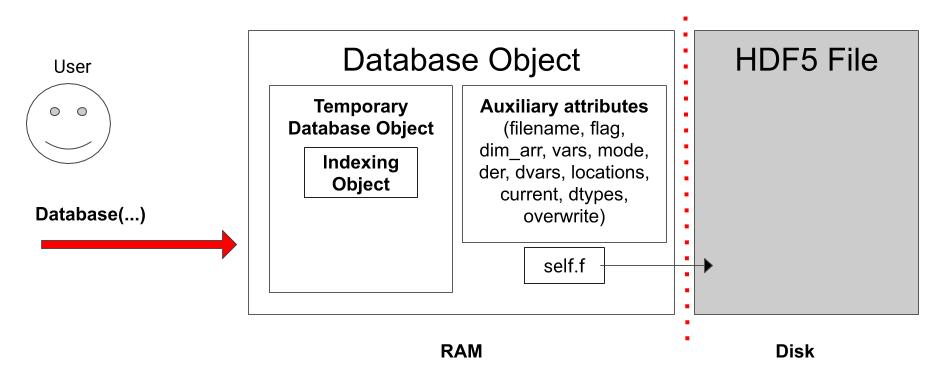 User
Database(...)
Database Object
Temporary
Database Object
Indexing
Object
Auxiliary attributes
(filename, flag,
dim_arr, vars, mode,
der, dvars, locations,
current, dtypes,
overwrite)
self.f
RAM
HDF5 File
Disk